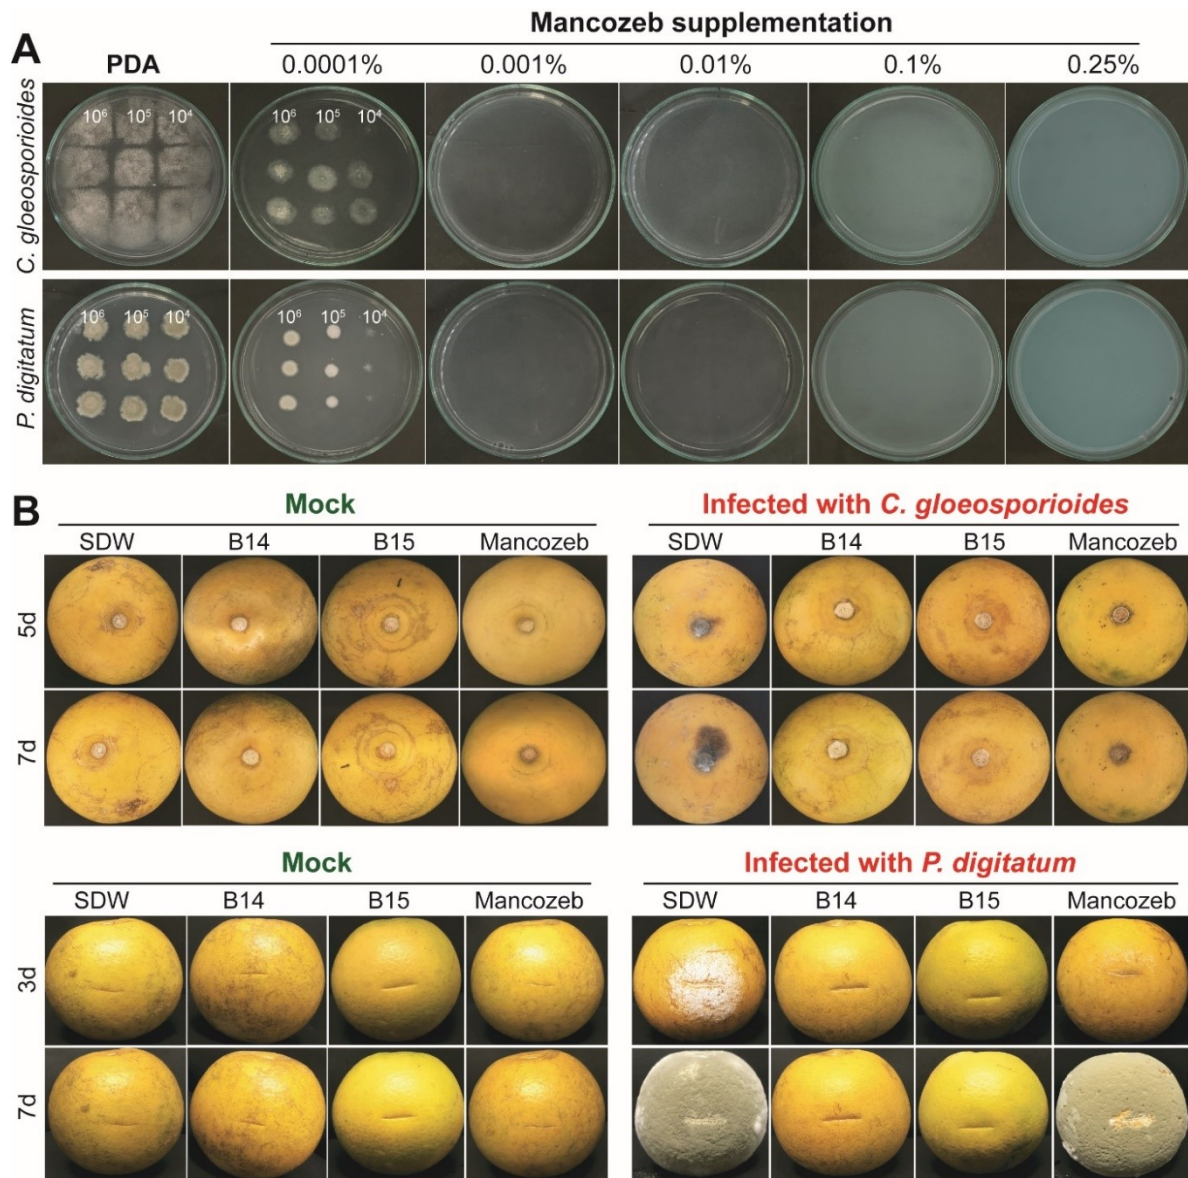 A
Mancozeb supplementation
PDA 0.0001% 0.001% 0.01% 0.1% 0.25%
C. gloeosporioides
10⁶ 10⁵ 10⁴ 10⁶ 10⁵ 10⁴
P. digitatum
10⁶ 10⁵ 10⁴ 10⁶ 10⁵ 10⁴
B
Mock Infected with C. gloeosporioides
SDW B14 B15 Mancozeb SDW B14 B15 Mancozeb
5d
7d
Mock Infected with P. digitatum
SDW B14 B15 Mancozeb SDW B14 B15 Mancozeb
3d
7d